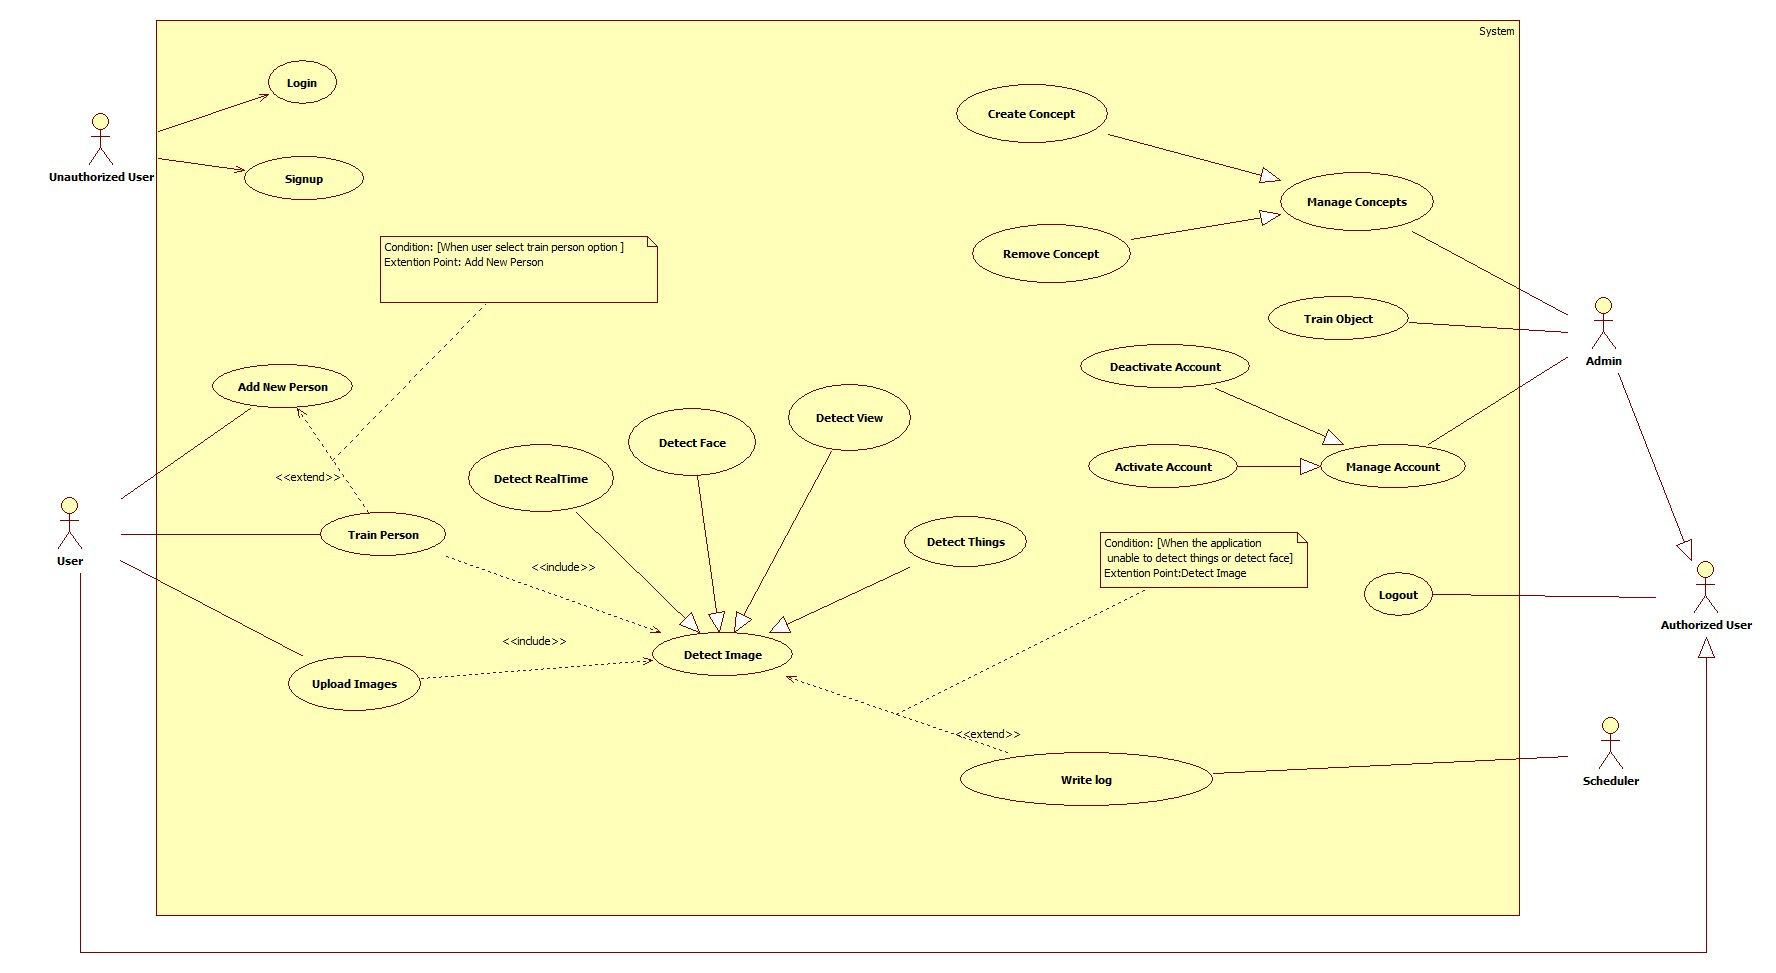 System
Login
Create Concept
Unauthorized User
Signup
Manage Concepts
Condition: [When user select train person option ]
Extention Point: Add New Person
Remove Concept
Train Object
Admin
Deactivate Account
Add New Person
Detect View
Detect Face
Activate Account
Manage Account
<<extend>>
Detect RealTime
Train Person
Detect Things
Condition: [When the application
unable to detect things or detect face]
Extention Point:Detect Image
User
<<include>>
Logout
Authorized User
<<include>>
Detect Image
Upload Images
<<extend>>
Write log
Scheduler